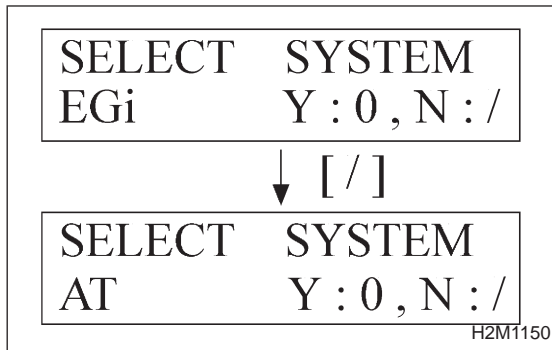 SELECT SYSTEM
EGi Y : 0 , N : /
[ / ]
SELECT SYSTEM
AT Y : 0 , N : /
H2M1150